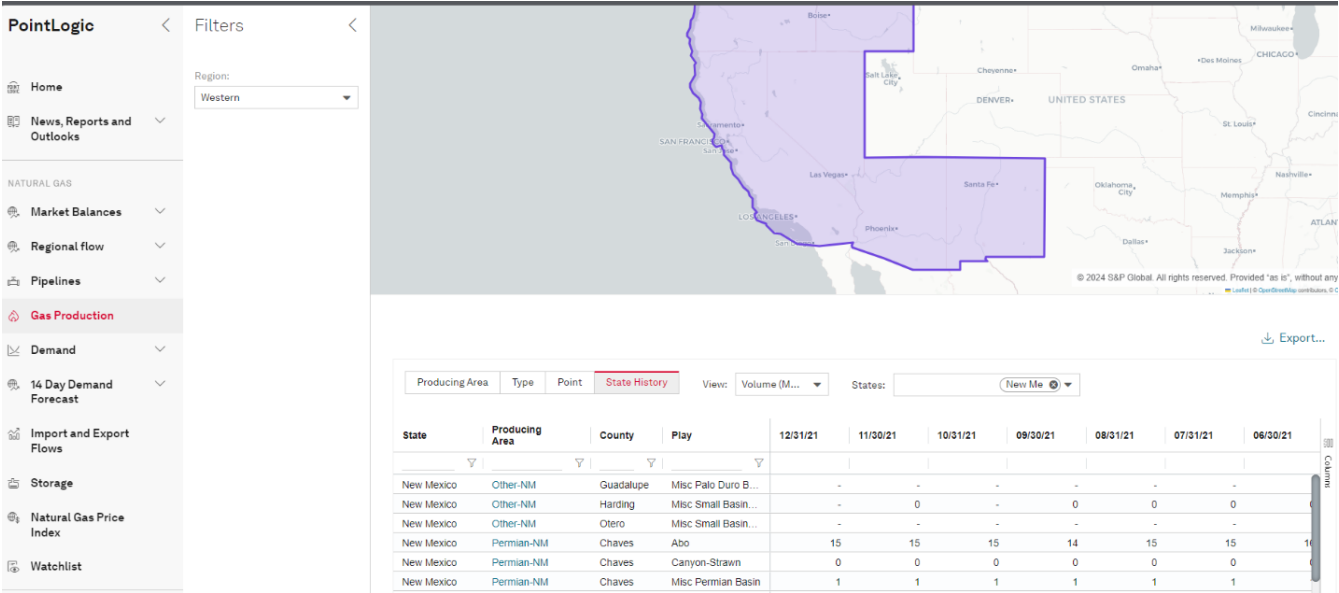 PointLogic
Filters
Home
News, Reports and
Outlooks
NATURAL GAS
Market Balances
Regional flow
Pipelines
Gas Production
Demand
14 Day Demand
Forecast
Import and Export
Flows
Storage
Natural Gas Price
Index
Watchlist
Region:
Western
Boise
Milwaukee
CHICAGO
Des Moines
Omaha
Cheyenne
Salt Lake
City
DENVER
UNITED STATES
Cincinn
St. Louis
Sacramento
SAN FRANCISCO
San Jose
Las Vegas
Santa Fe
Oklahoma
City
Nashville
Memphis
LOS ANGELES
Phoenix
ATLAN
San Diego
Dallas
Jackson
© 2024 S&P Global. All rights reserved. Provided "as is", without any
Leaflet | © OpenStreetMap contributors, © C
Export...
Producing Area Type Point State History View: Volume (M... States: New Me
State Producing Area County Play 12/31/21 11/30/21 10/31/21 09/30/21 08/31/21 07/31/21 06/30/21
Columns
New Mexico Other-NM Guadalupe Misc Palo Duro B... - - - - - -
New Mexico Other-NM Harding Misc Small Basin... - 0 - 0 0 0
New Mexico Other-NM Otero Misc Small Basin... - - - - - -
New Mexico Permian-NM Chaves Abo 15 15 15 14 15 15
New Mexico Permian-NM Chaves Canyon-Strawn 0 0 0 0 0 0
New Mexico Permian-NM Chaves Misc Permian Basin 1 1 1 1 1 1